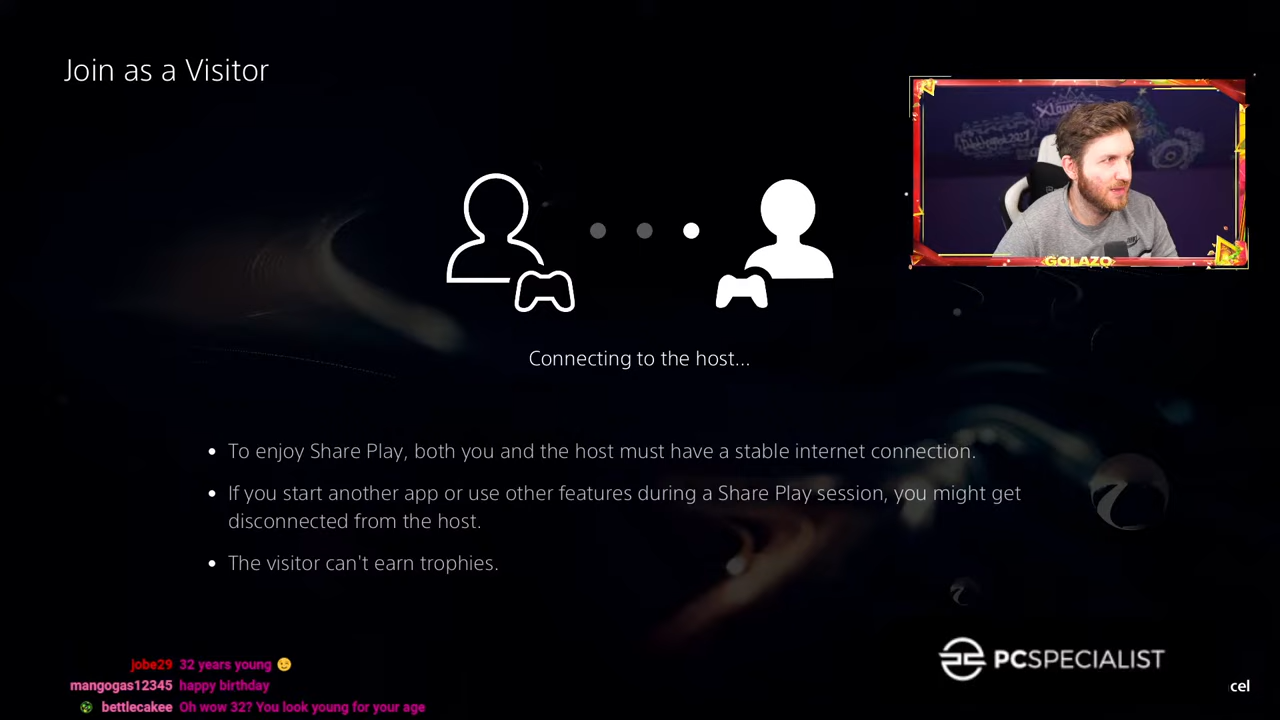 Join as a Visitor
GOLAZO
Connecting to the host...
• To enjoy Share Play, both you and the host must have a stable internet connection.
• If you start another app or use other features during a Share Play session, you might get
disconnected from the host.
• The visitor can't earn trophies.
PCSPECIALIST
cel
jobe29 32 years young 😏
mangogas12345 happy birthday
bettlecakee Oh wow 32? You look young for your age